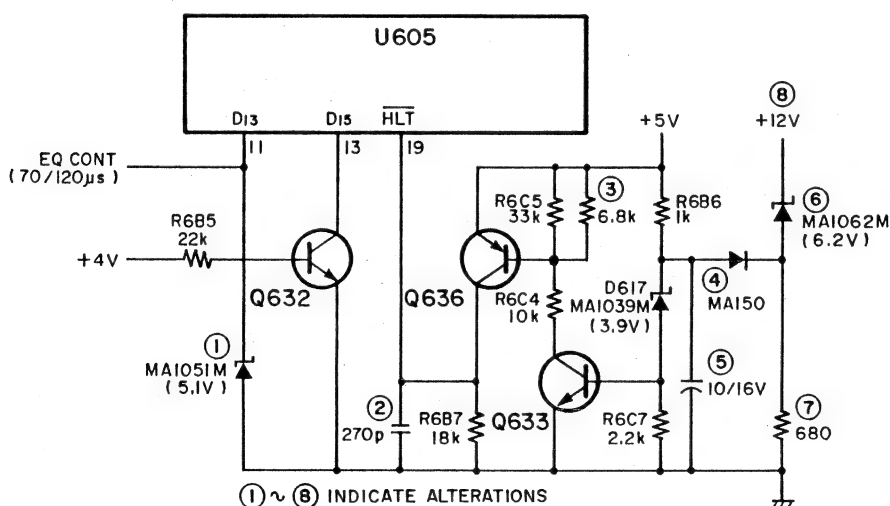 U605
D13
D15
HLT
11
13
19
⑧
+5V
+12V
EQ CONT
(70/120µs)
R6B5
22k
+4V
Q632
R6C5
33k
③
6.8k
R6B6
1k
⑥
MA1062M
(6.2V)
Q636
R6C4
10k
D617
MA1039M
(3.9V)
④
MA150
①
MA1051M
(5.1V)
②
270p
R6B7
18k
Q633
R6C7
2.2k
⑤
10/16V
⑦
680
①~⑧ INDICATE ALTERATIONS